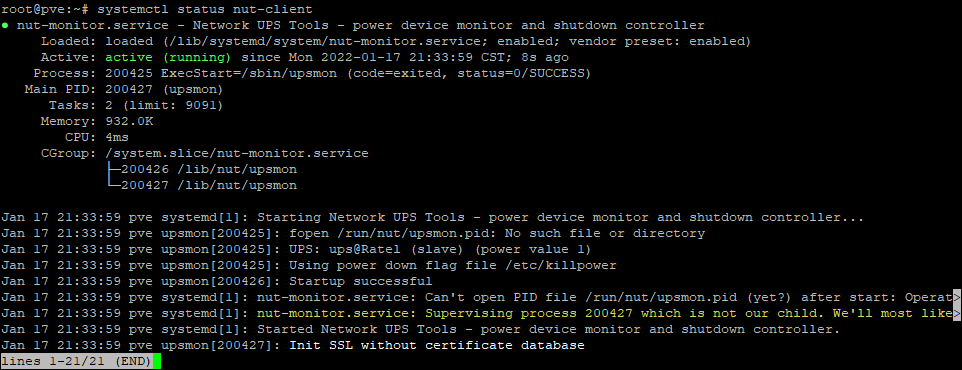 root@pve:~# systemctl status nut-client
● nut-monitor.service - Network UPS Tools - power device monitor and shutdown controller
Loaded: loaded (/lib/systemd/system/nut-monitor.service; enabled; vendor preset: enabled)
Active: active (running) since Mon 2022-01-17 21:33:59 CST; 8s ago
Process: 200425 ExecStart=/sbin/upsmon (code=exited, status=0/SUCCESS)
Main PID: 200427 (upsmon)
Tasks: 2 (limit: 9091)
Memory: 932.0K
CPU: 4ms
CGroup: /system.slice/nut-monitor.service
├─200426 /lib/nut/upsmon
└─200427 /lib/nut/upsmon
Jan 17 21:33:59 pve systemd[1]: Starting Network UPS Tools - power device monitor and shutdown controller...
Jan 17 21:33:59 pve upsmon[200425]: fopen /run/nut/upsmon.pid: No such file or directory
Jan 17 21:33:59 pve upsmon[200425]: UPS: ups@Ratel (slave) (power value 1)
Jan 17 21:33:59 pve upsmon[200425]: Using power down flag file /etc/killpower
Jan 17 21:33:59 pve upsmon[200426]: Startup successful
Jan 17 21:33:59 pve systemd[1]: nut-monitor.service: Can't open PID file /run/nut/upsmon.pid (yet?) after start: Operat>
Jan 17 21:33:59 pve systemd[1]: nut-monitor.service: Supervising process 200427 which is not our child. We'll most like>
Jan 17 21:33:59 pve systemd[1]: Started Network UPS Tools - power device monitor and shutdown controller.
Jan 17 21:33:59 pve upsmon[200427]: Init SSL without certificate database
lines 1-21/21 (END)